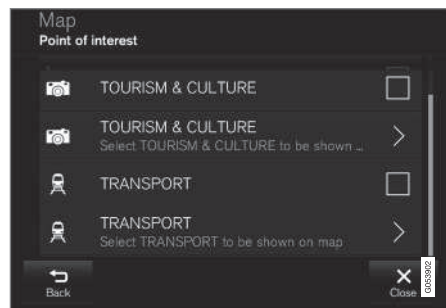 Map
Point of interest
TOURISM & CULTURE
TOURISM & CULTURE
Select TOURISM & CULTURE to be shown ...
TRANSPORT
TRANSPORT
Select TRANSPORT to be shown on map
Back
Close
G053902